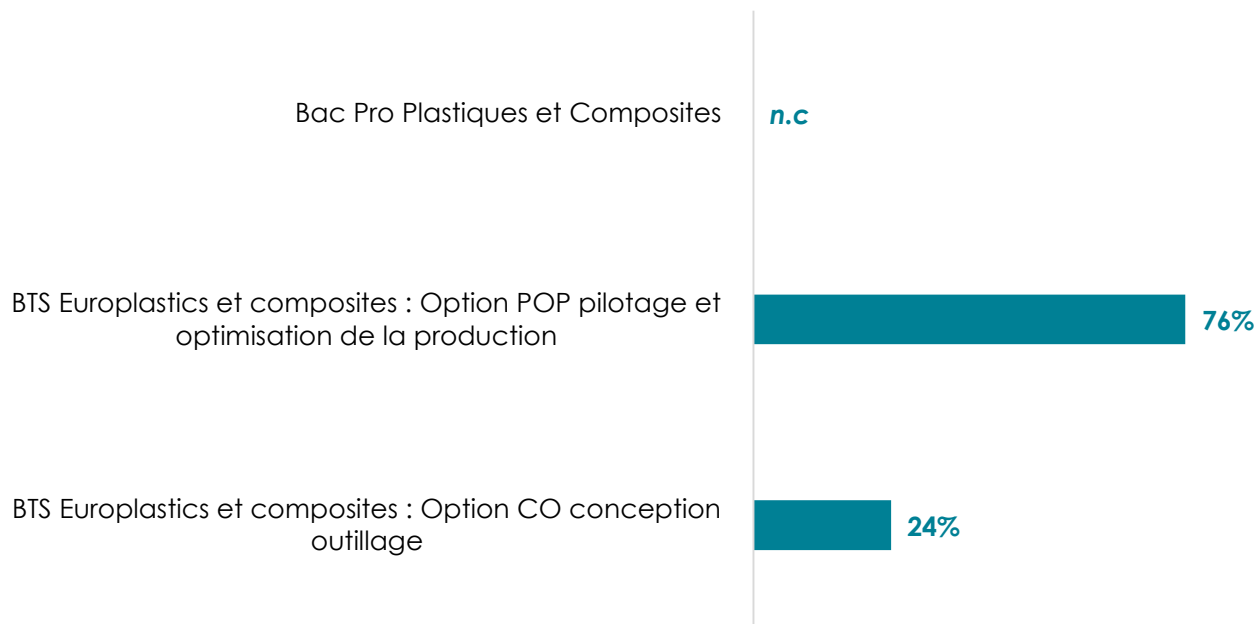 Bac Pro Plastiques et Composites
n.c
BTS Europlastics et composites : Option POP pilotage et
optimisation de la production
76%
BTS Europlastics et composites : Option CO conception
outillage
24%